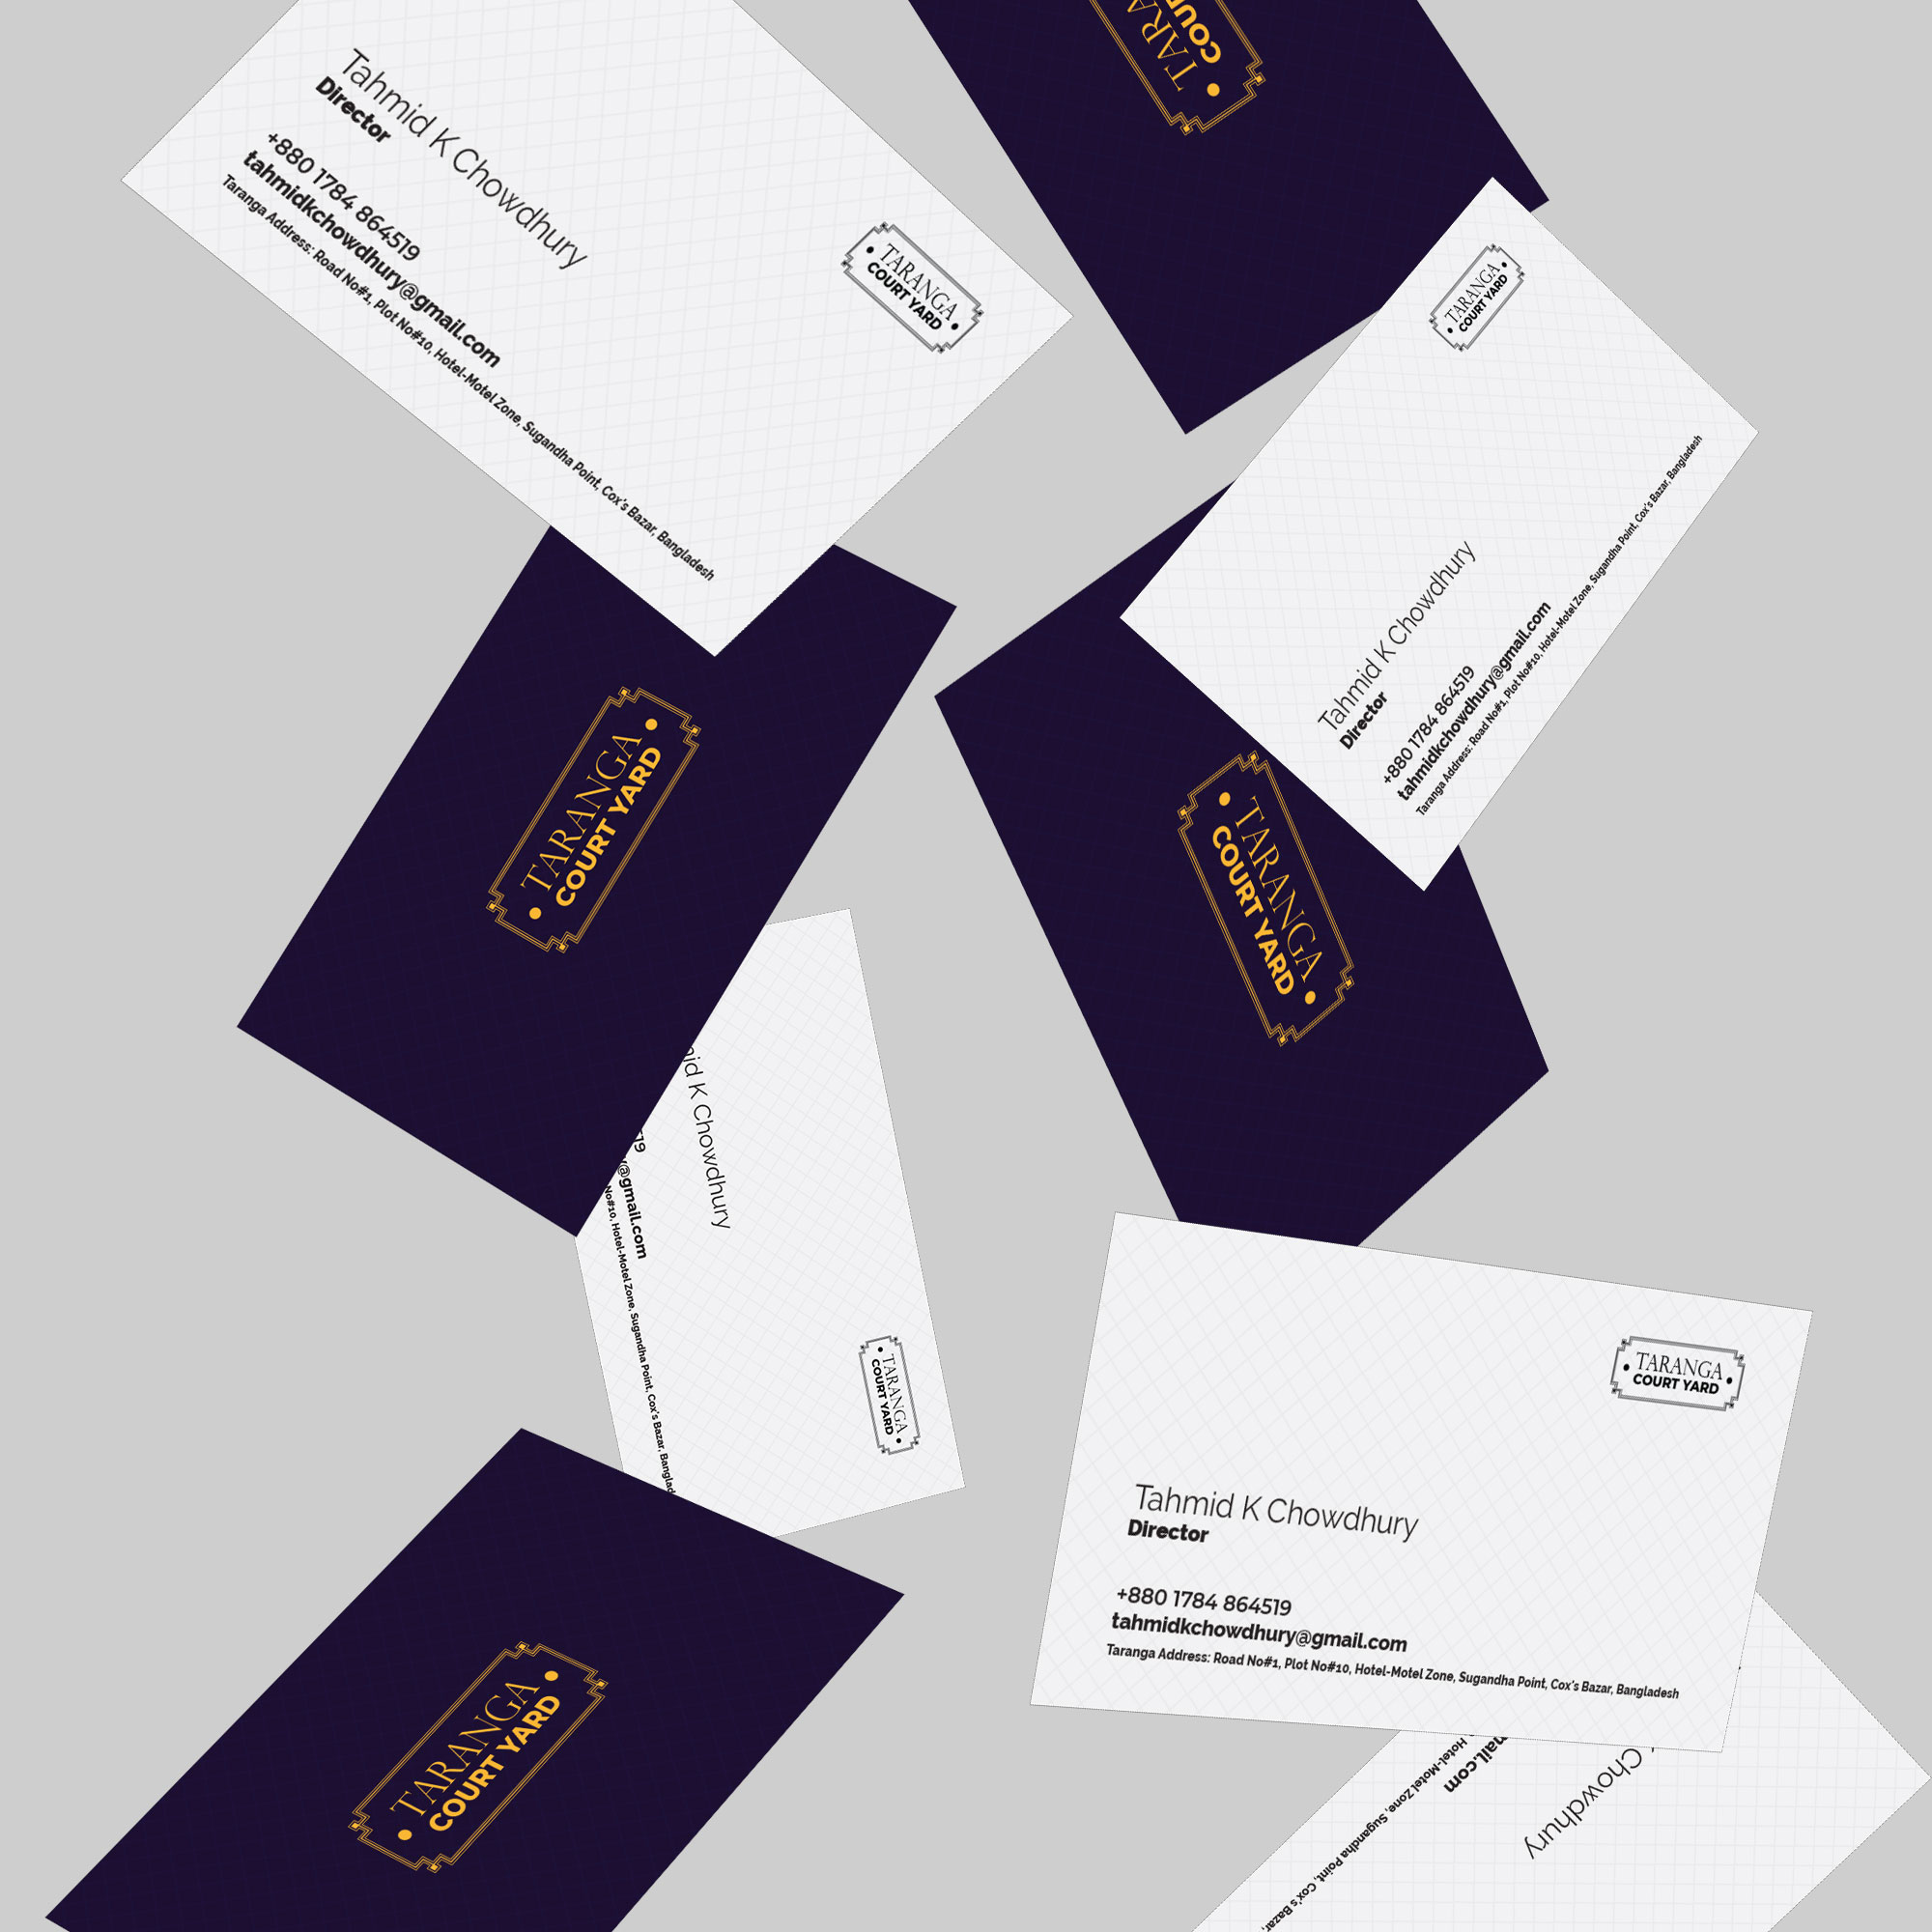 TARA
COUR
Tahmid K Chowdhury
Director
+880 1784 864519
tahmidkchowdhury@gmail.com
Taranga Address: Road No#1, Plot No#10, Hotel-Motel Zone, Sugandha Point, Cox's Bazar, Bangladesh
TARANGA
COURT YARD
TARANGA
COURT YARD
Tahmid K Chowdhury
Director
+880 1784 864519
tahmidkchowdhury@gmail.com
Taranga Address: Road No#1, Plot No#10, Hotel-Motel Zone, Sugandha Point, Cox's Bazar, Bangladesh
TARANGA
COURT YARD
TARANGA
COURT YARD
mid K Chowdhury
519
y@gmail.com
No#10, Hotel-Motel Zone, Sugandha Point, Cox's Bazar, Banglad
TARANGA
COURT YARD
TARANGA
COURT YARD
Tahmid K Chowdhury
Director
+880 1784 864519
tahmidkchowdhury@gmail.com
Taranga Address: Road No#1, Plot No#10, Hotel-Motel Zone, Sugandha Point, Cox's Bazar, Bangladesh
TARANGA
COURT YARD
Chowdhury
mail.com
Hotel-Motel Zone, Sugandha Point, Cox's Bazar,